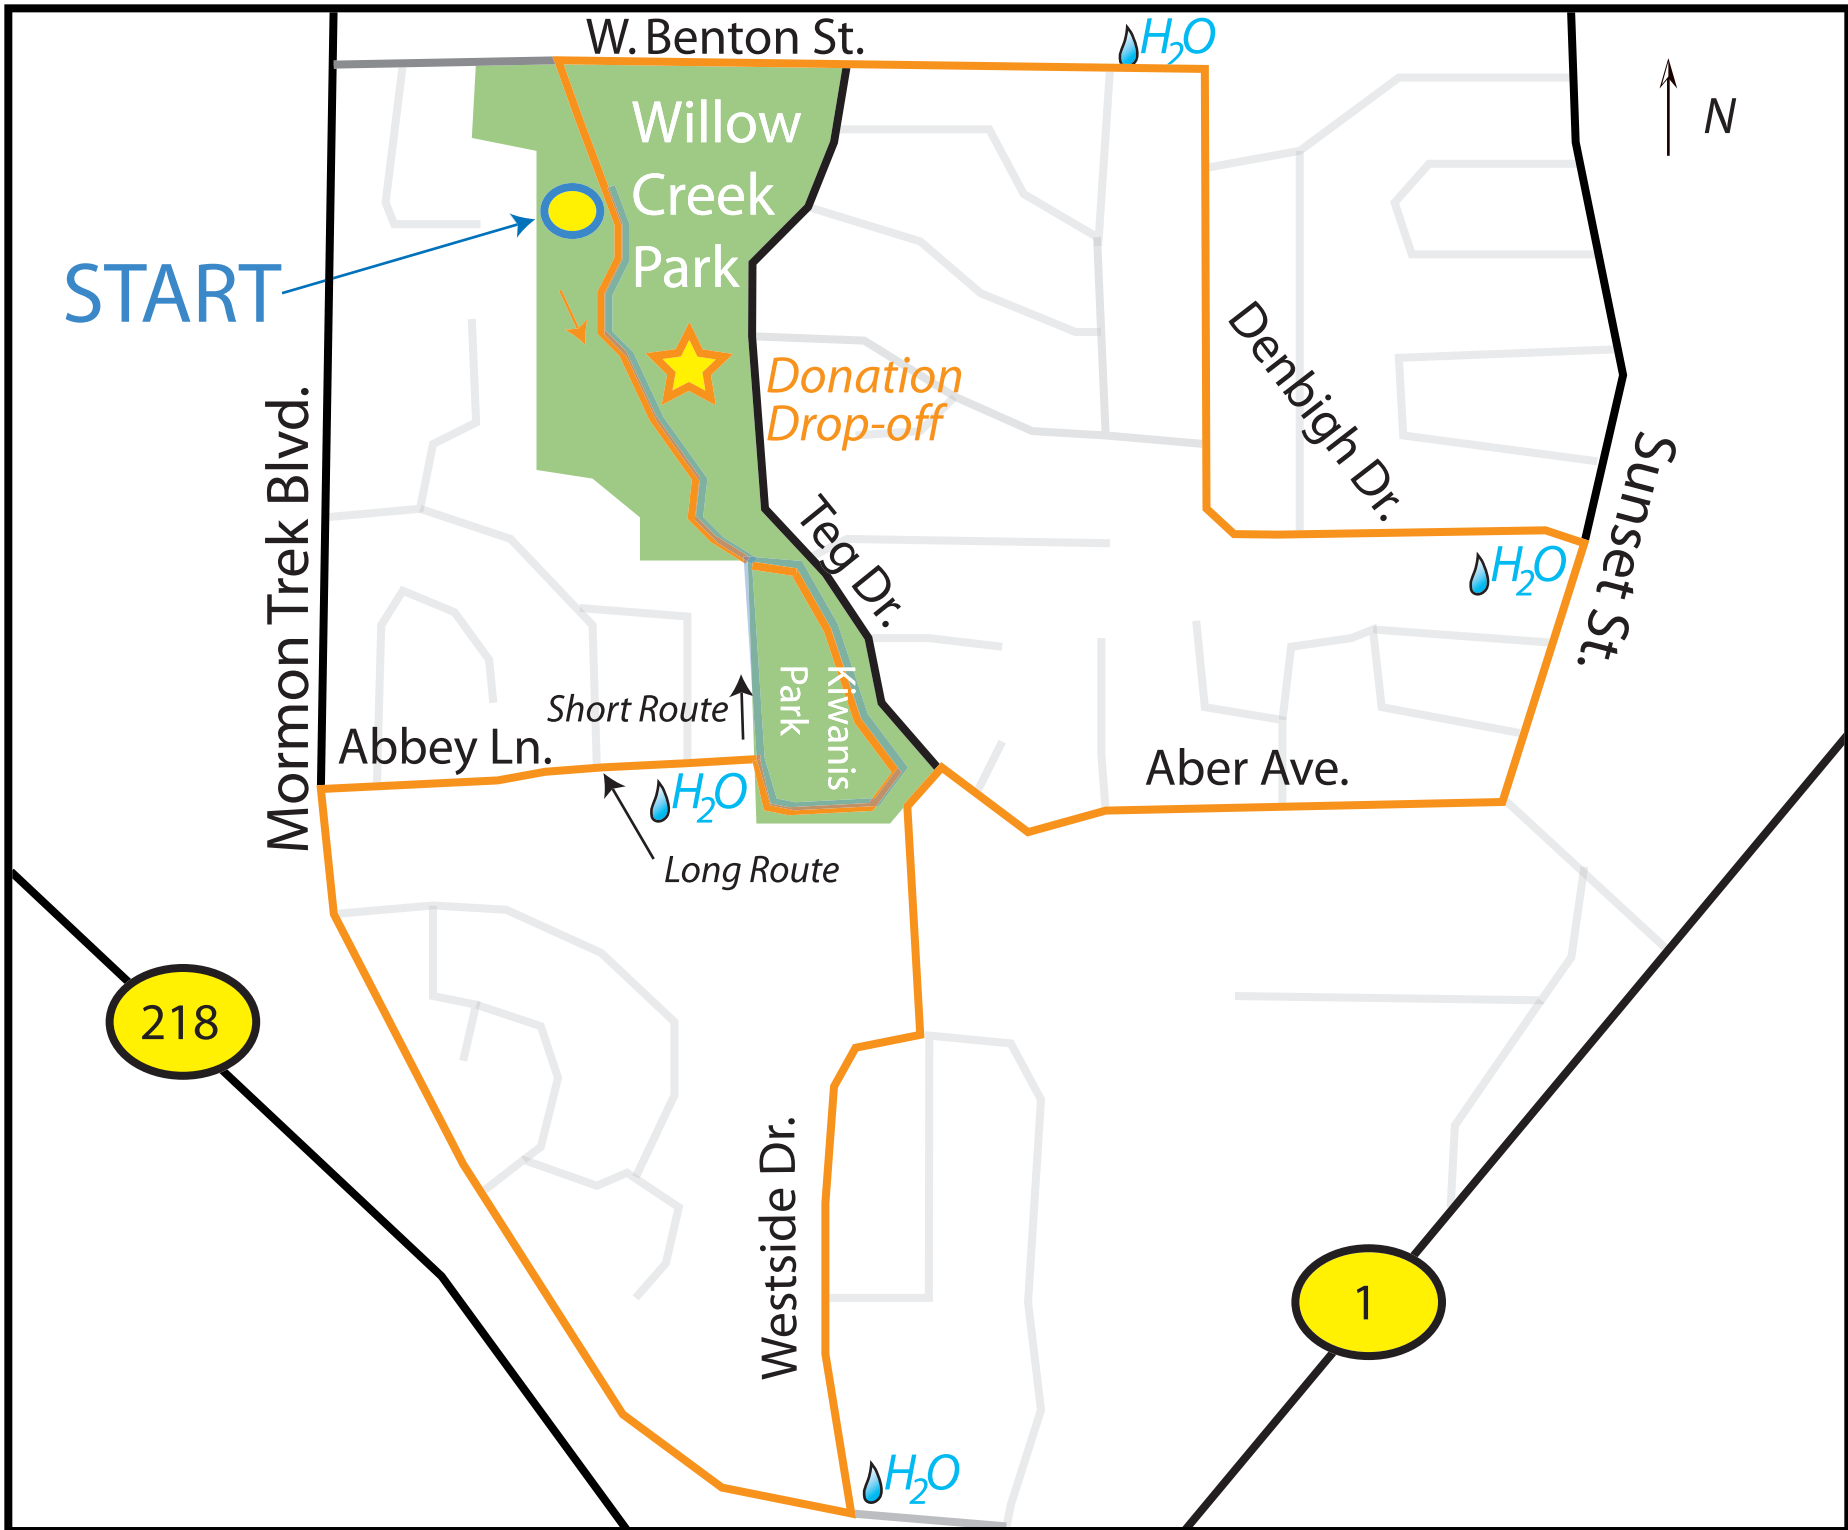 W. Benton St.
H2O
N
Willow
Creek
Park
START
Donation
Drop-off
Denbigh Dr.
Mormon Trek Blvd.
Sunset St.
Teg Dr.
H2O
Kiwanis
Park
Short Route
Abbey Ln.
H2O
Aber Ave.
Long Route
218
Westside Dr.
1
H2O